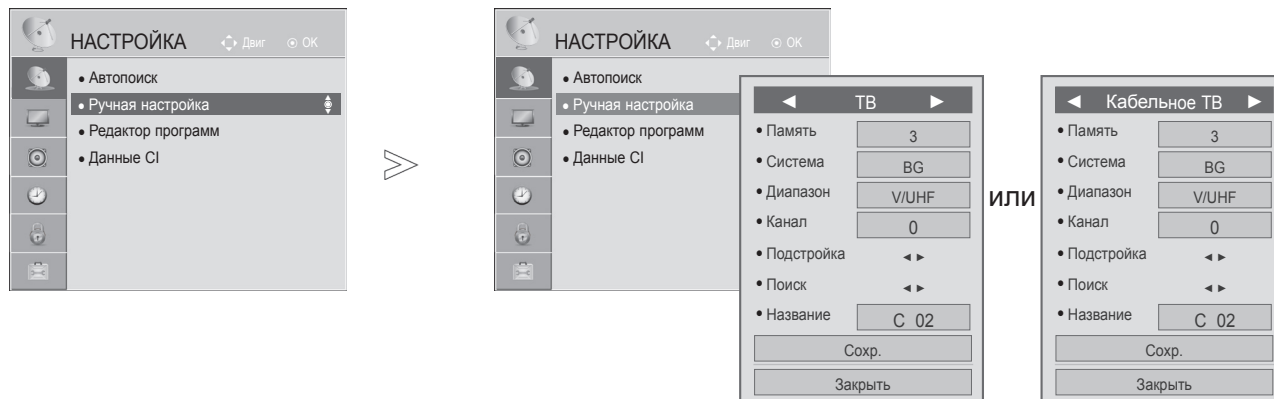 НАСТРОЙКА Двиг OK
• Автопоиск
• Ручная настройка
• Редактор программ
• Данные CI
НАСТРОЙКА Двиг OK
• Автопоиск
• Ручная настройка
• Редактор программ
• Данные CI
◄ ТВ ►
• Память 3
• Система BG
• Диапазон V/UHF
• Канал 0
• Подстройка ◄ ►
• Поиск ◄ ►
• Название C 02
Сохр.
Закрыть
или
◄ Кабельное ТВ ►
• Память 3
• Система BG
• Диапазон V/UHF
• Канал 0
• Подстройка ◄ ►
• Поиск ◄ ►
• Название C 02
Сохр.
Закрыть